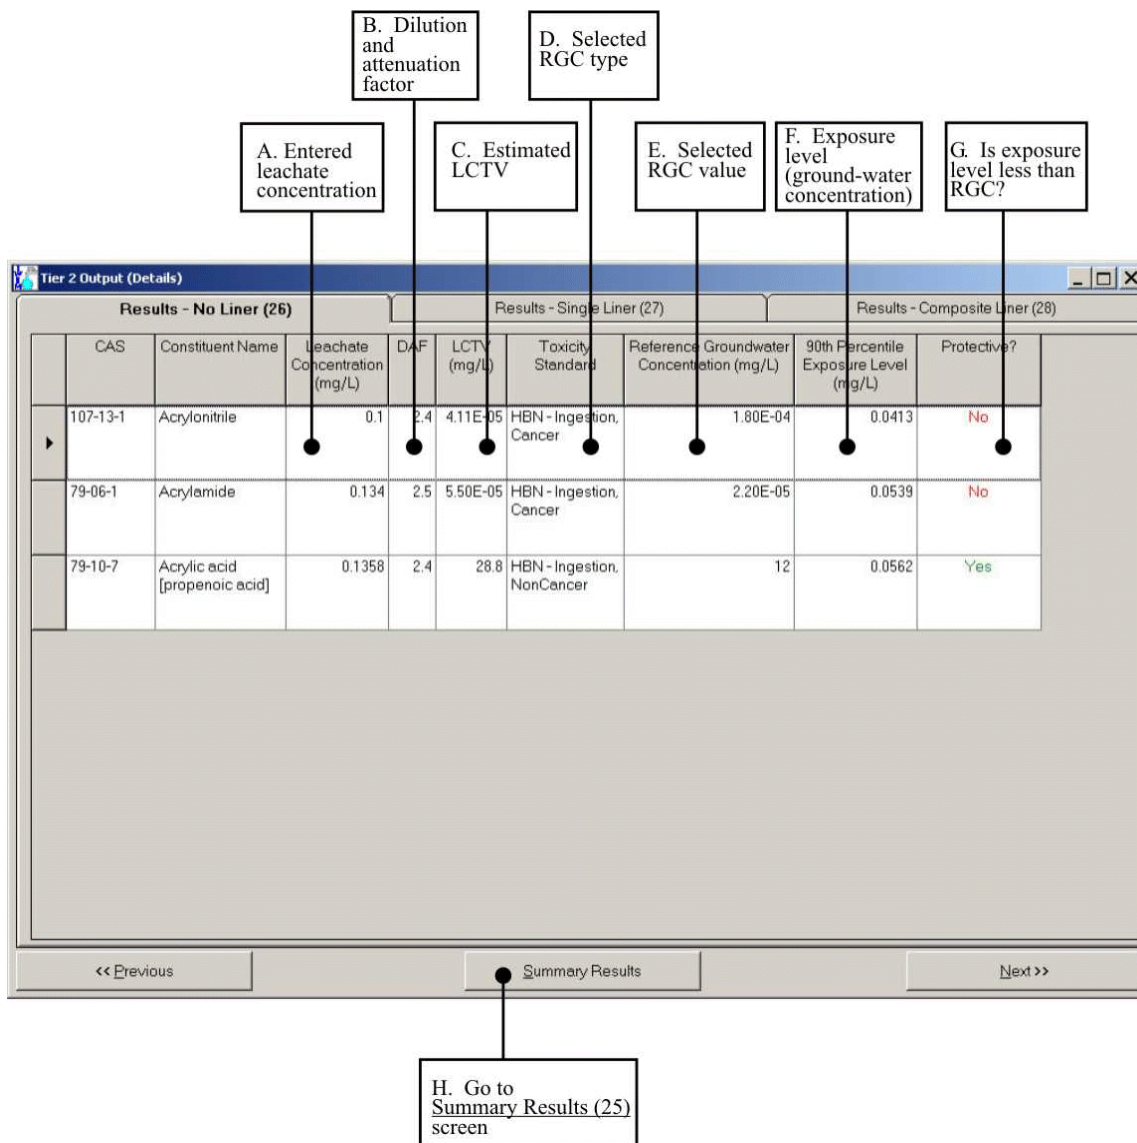 B. Dilution
and
attenuation
factor
D. Selected
RGC type
A. Entered
leachate
concentration
C. Estimated
LCTV
E. Selected
RGC value
F. Exposure
level
(ground-water
concentration)
G. Is exposure
level less than
RGC?
Tier 2 Output (Details)
Results - No Liner (26)
Results - Single Liner (27)
Results - Composite Liner (28)
CAS
Constituent Name
Leachate
Concentration
(mg/L)
DAF
LCTV
(mg/L)
Toxicity
Standard
Reference Groundwater
Concentration (mg/L)
90th Percentile
Exposure Level
(mg/L)
Protective?
107-13-1
Acrylonitrile
0.1
2.4
4.11E-05
HBN - Ingestion,
Cancer
1.80E-04
0.0413
No
79-06-1
Acrylamide
0.134
2.5
5.50E-05
HBN - Ingestion,
Cancer
2.20E-05
0.0539
No
79-10-7
Acrylic acid
[propenoic acid]
0.1358
2.4
28.8
HBN - Ingestion,
NonCancer
12
0.0562
Yes
<< Previous
Summary Results
Next >>
H. Go to
Summary Results (25)
screen